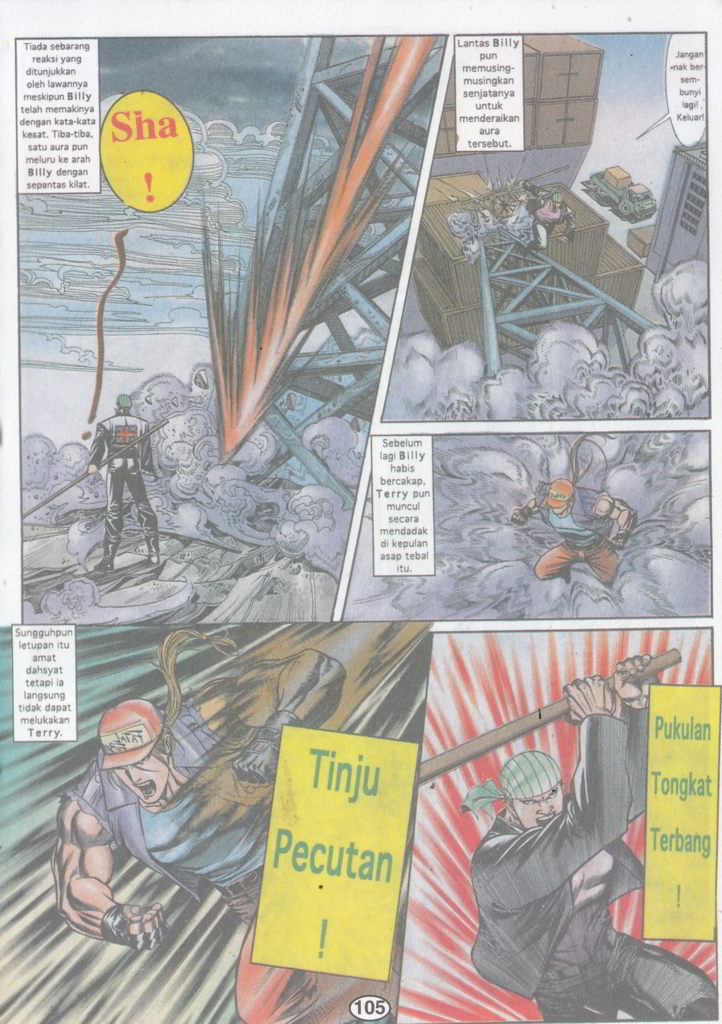 Tiada sebarang
reaksi yang
ditunjukkan
oleh lawannya
meskipun Billy
telah memakinya
dengan kata-kata
kesat. Tiba-tiba,
satu aura pun
meluru ke arah
Billy dengan
sepantas kilat.
Sha
!
Lantas Billy
pun
memusing-
musingkan
senjatanya
untuk
menderaikan
aura
tersebut.
Jangan
nak ber-
sem-
bunyi
lagi!
Keluar!
Sebelum
lagi Billy
habis
bercakap,
Terry pun
muncul
secara
mendadak
di kepulan
asap tebal
itu.
Sungguhpun
letupan itu
amat
dahsyat
tetapi ia
langsung
tidak dapat
melukakan
Terry.
Tinju
Pecutan
!
Pukulan
Tongkat
Terbang
!
105